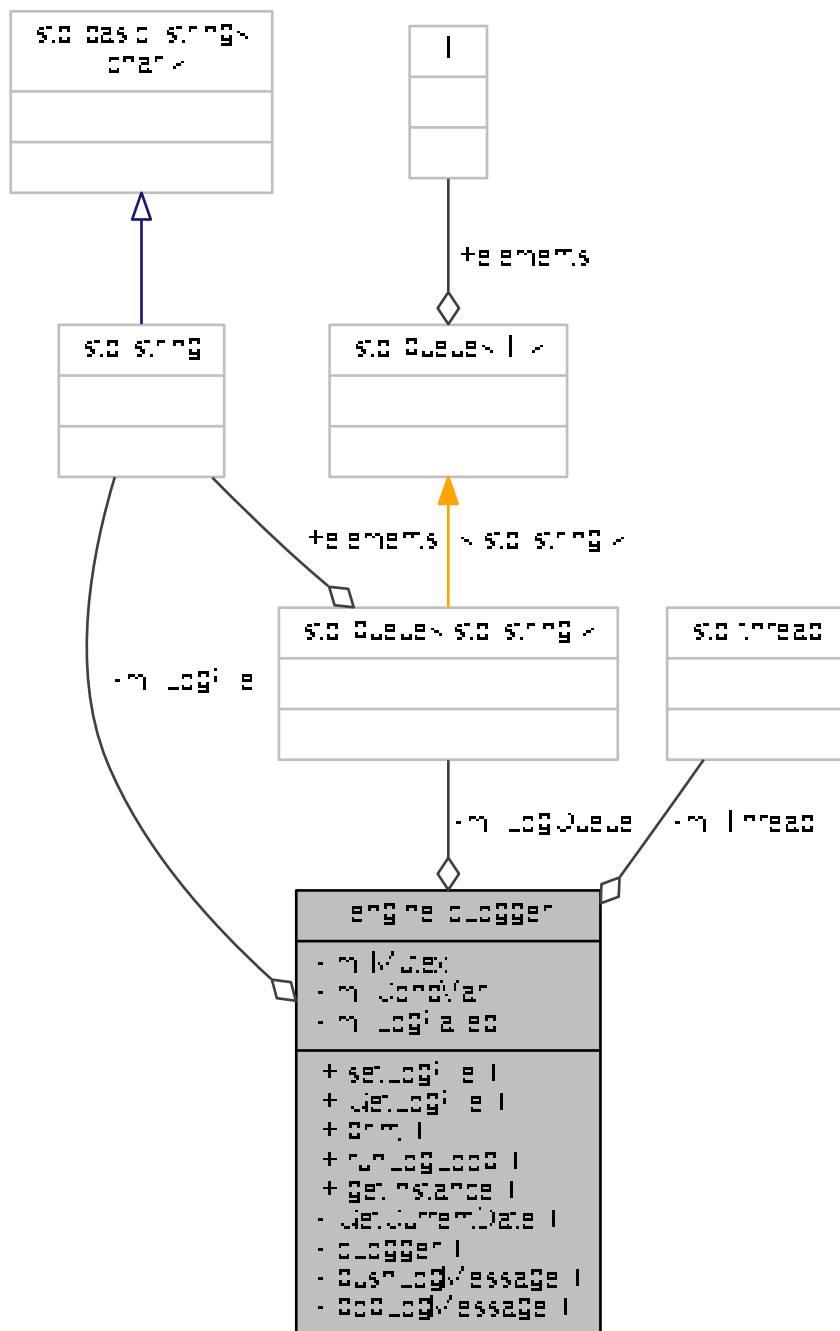 std::basic_string<
char >
T
+elements
std::string
std::queue< T >
+elements
< std::string >
std::queue< std::string >
std::thread
-m_LogFile
-m_LogQueue
-m_Thread
engine::cLogger
- m_Mutex
- m_CondVar
- m_LogFailed
+ setLogFile()
+ GetLogFile()
+ print()
+ runLogLoop()
+ getInstance()
- GetCurrentDate()
- cLogger()
- pushLogMessage()
- popLogMessage()